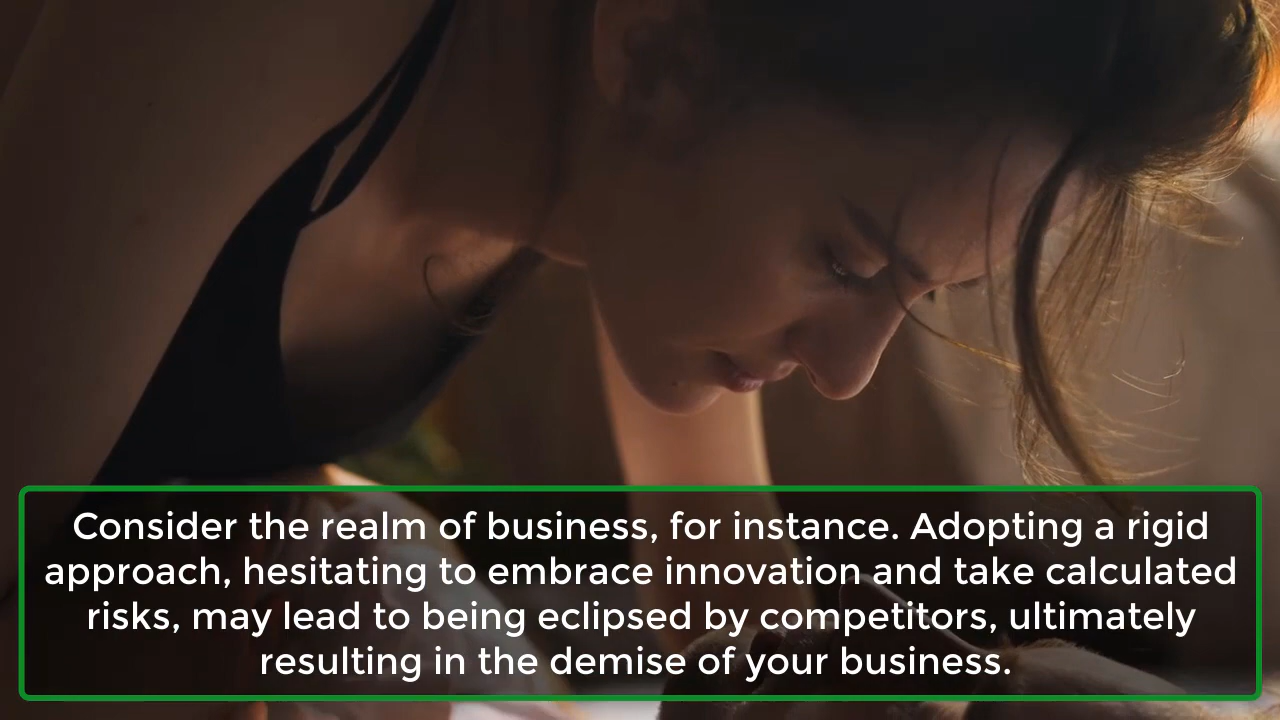 Consider the realm of business, for instance. Adopting a rigid
approach, hesitating to embrace innovation and take calculated
risks, may lead to being eclipsed by competitors, ultimately
resulting in the demise of your business.